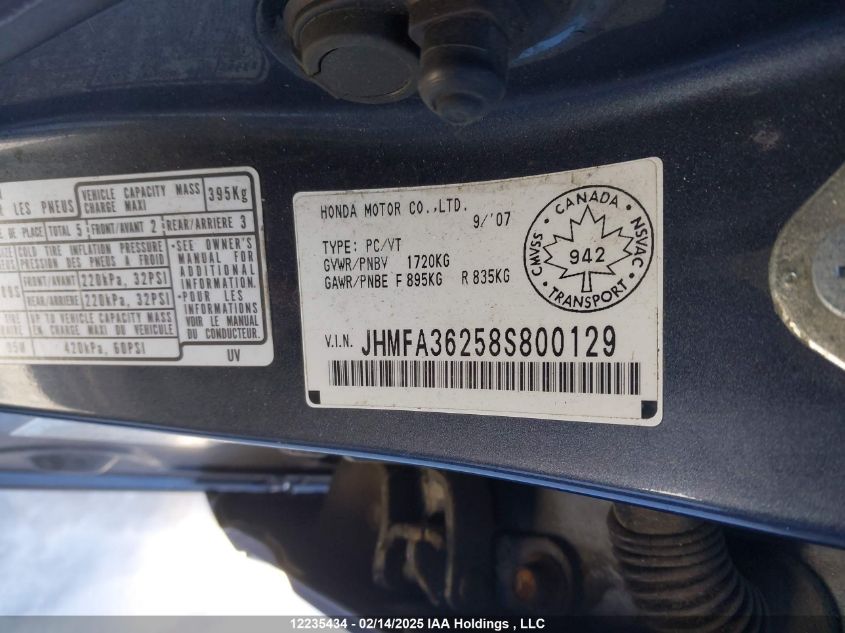 LES PNEUS
VEHICLE CAPACITY MASS
CHARGE MAXI
395Kg
DE PLACE TOTAL 5 FRONT/AVANT 2 REAR/ARRIERE 3
COLD TIRE INFLATION PRESSURE
PRESSION DES PNEUS A FROID
FRONT/AVANT 220kPa, 32PSI
REAR/ARRIERE 220kPa, 32PSI
UP TO VEHICLE CAPACITY MASS
EN CHARGE MAXI DU VEHICULE
420kPa, 60PSI
•SEE OWNER'S
MANUAL FOR
ADDITIONAL
INFORMATION
•POUR LES
INFORMATIONS
VOIR LE MANUEL
DU CONDUCTEUR
UV
HONDA MOTOR CO.,LTD.
9/'07
TYPE: PC/VT
GVWR/PNBV 1720KG
GAWR/PNBE F 895KG R 835KG
CANADA
CMVSS
942
NSVAC
TRANSPORT
V.I.N. JHMFA36258S800129
12235434 - 02/14/2025 IAA Holdings , LLC